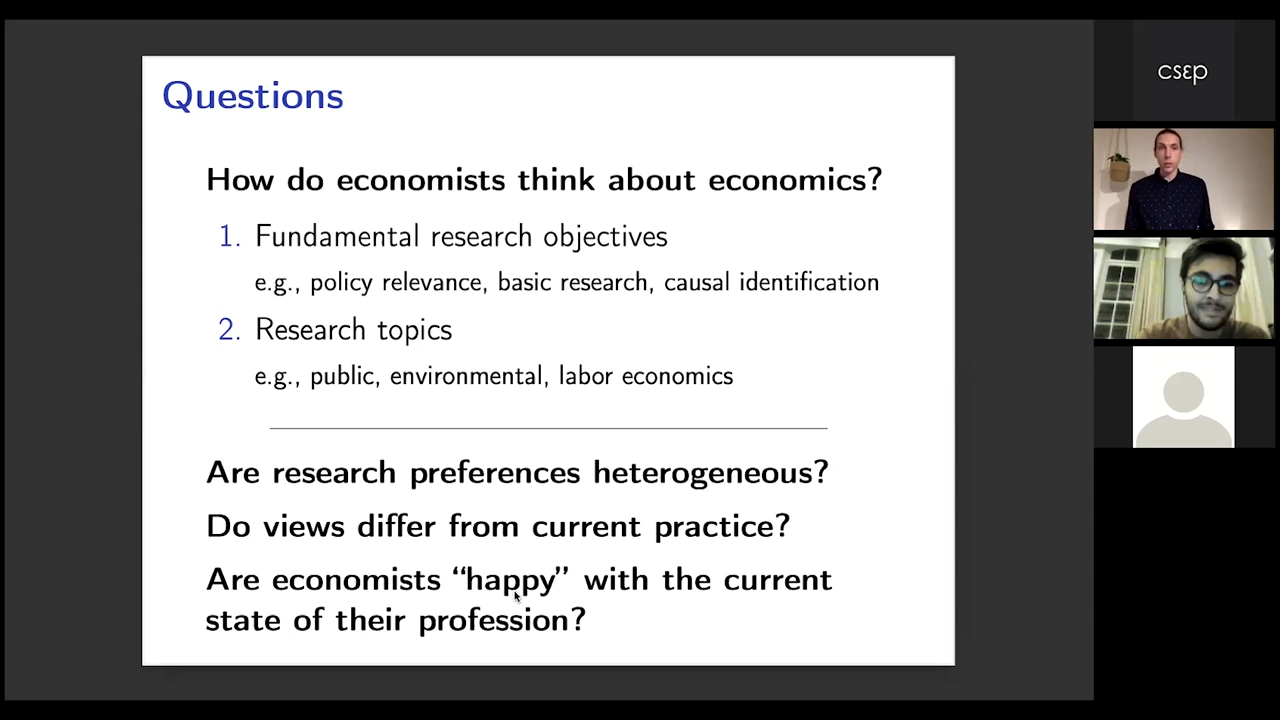 Questions
How do economists think about economics?
1. Fundamental research objectives
e.g., policy relevance, basic research, causal identification
2. Research topics
e.g., public, environmental, labor economics
Are research preferences heterogeneous?
Do views differ from current practice?
Are economists “happy” with the current
state of their profession?
csɛp